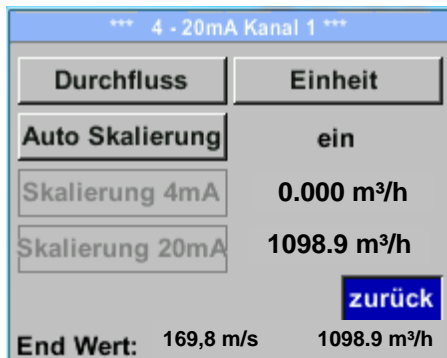 *** 4 - 20mA Kanal 1 ***
Durchfluss Einheit
Auto Skalierung ein
Skalierung 4mA 0.000 m³/h
Skalierung 20mA 1098.9 m³/h
zurück
End Wert: 169,8 m/s 1098.9 m³/h